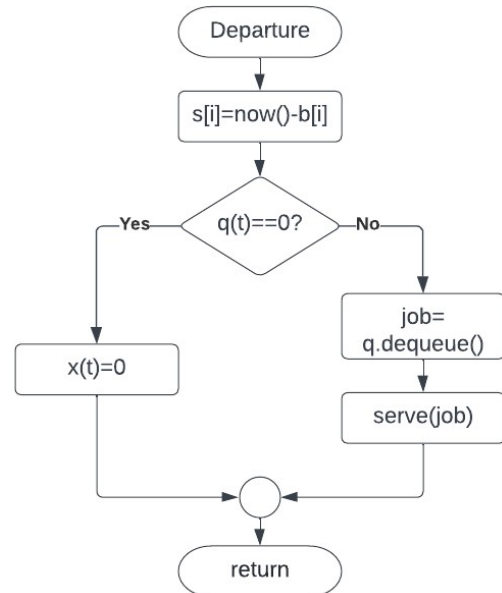 Departure
s[i]=now()-b[i]
q(t)==0?
Yes
No
job=
q.dequeue()
x(t)=0
serve(job)
return